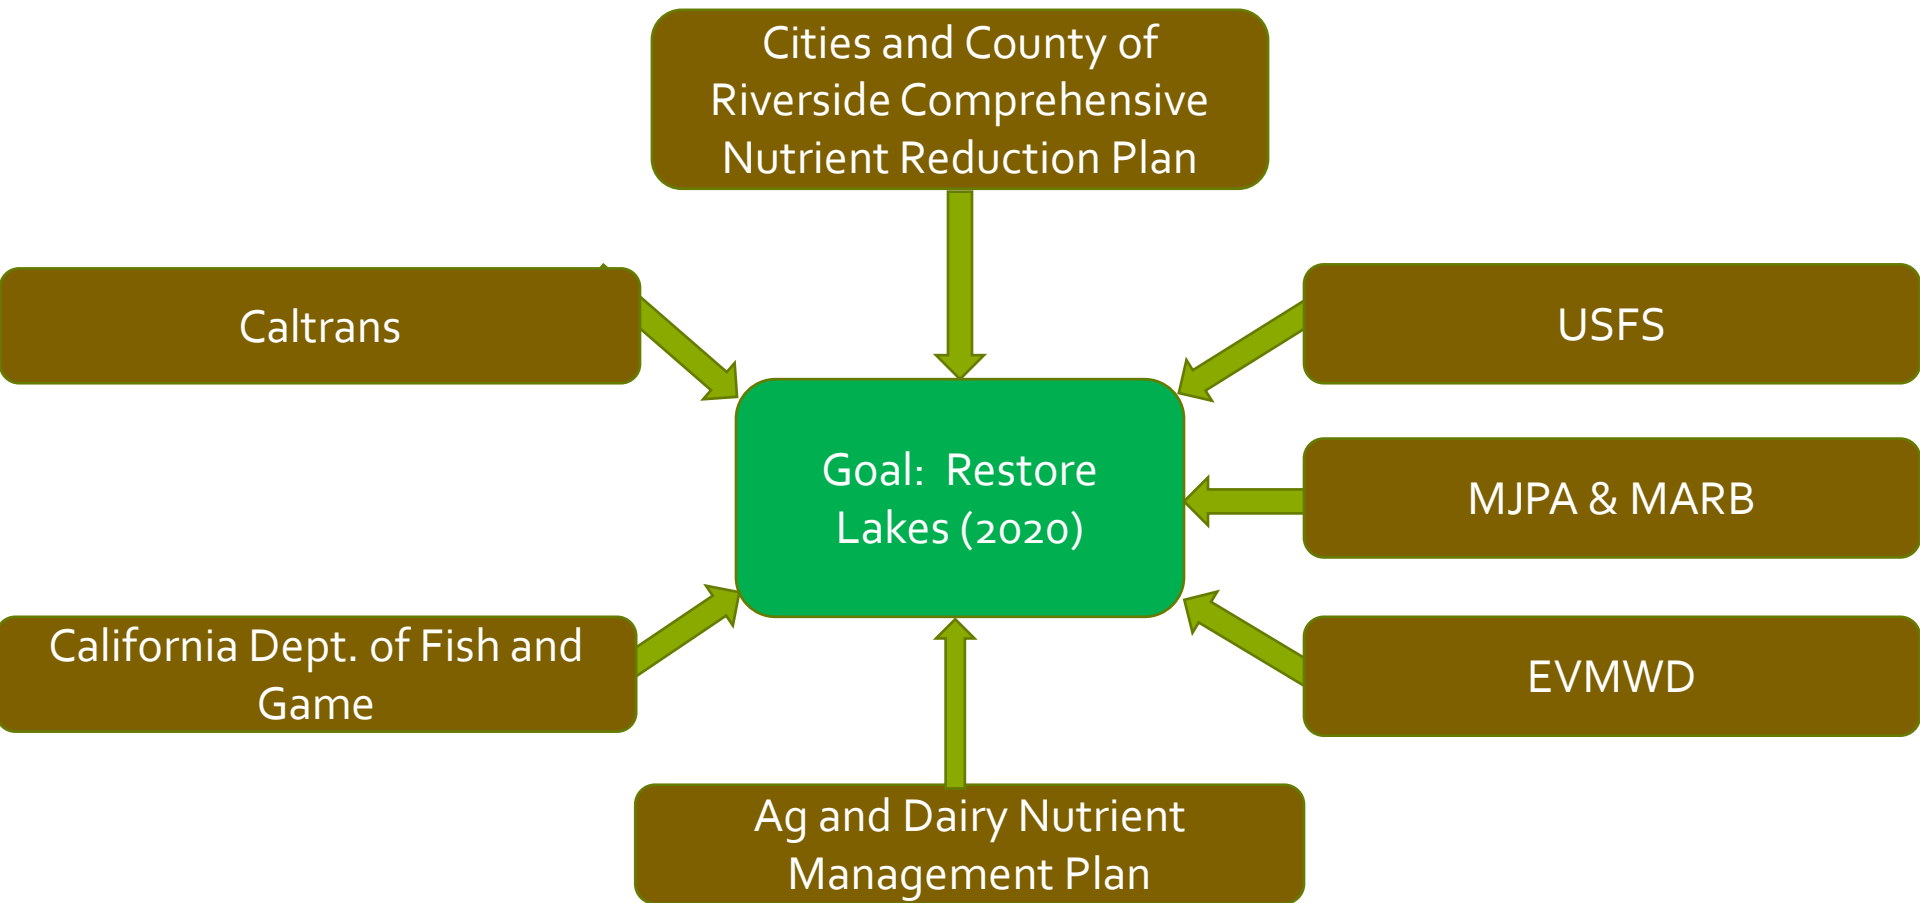 Cities and County of
Riverside Comprehensive
Nutrient Reduction Plan
Caltrans
USFS
Goal:  Restore
Lakes (2020)
MJPA & MARB
California Dept. of Fish and
Game
EVMWD
Ag and Dairy Nutrient
Management Plan